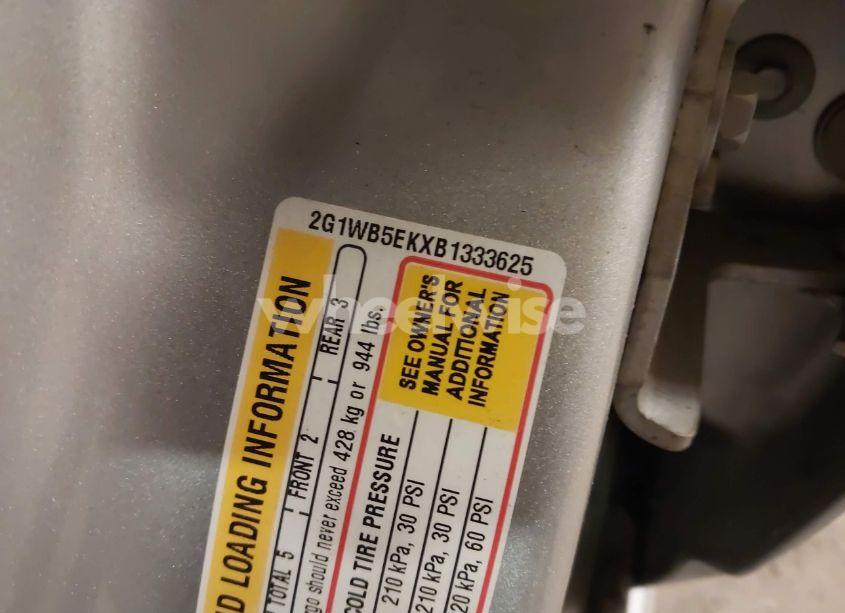 2G1WB5EKXB1333625
LOADING INFORMATION
TOTAL 5 FRONT 2 REAR 3
should never exceed 428 kg or 944 lbs.
COLD TIRE PRESSURE
SEE OWNER'S
MANUAL FOR
ADDITIONAL
INFORMATION
210 kPa, 30 PSI
210 kPa, 30 PSI
20 kPa, 60 PSI
wheelwise